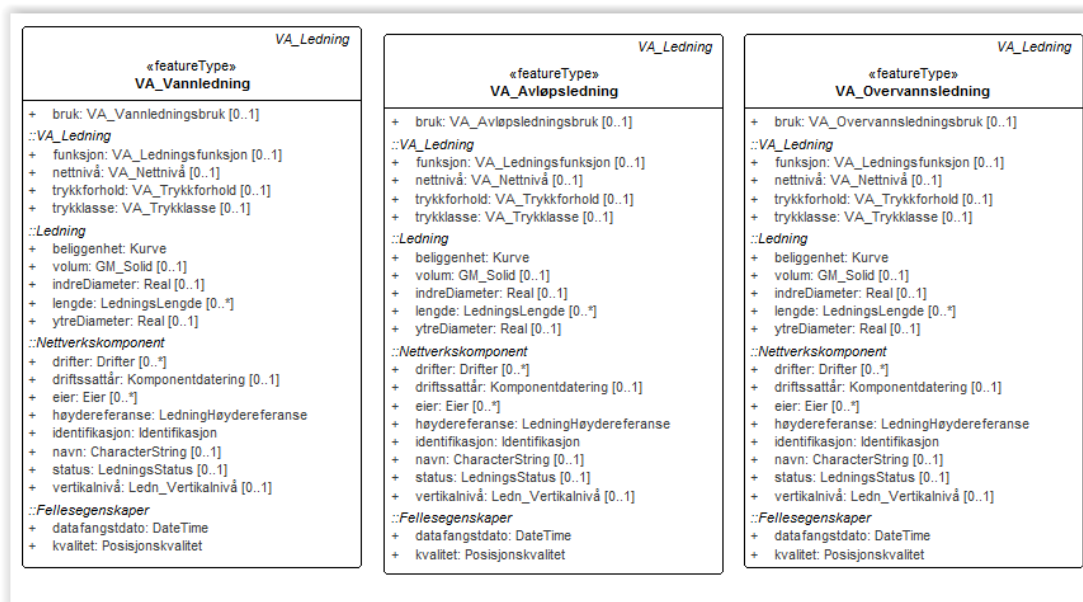 VA_Ledning
«featureType»
VA_Vannledning
+ bruk: VA_Vannledningsbruk [0..1]
::VA_Ledning
+ funksjon: VA_Ledningsfunksjon [0..1]
+ nettnivå: VA_Nettnivå [0..1]
+ trykkforhold: VA_Trykkforhold [0..1]
+ trykklasse: VA_Trykklasse [0..1]
::Ledning
+ beliggenhet: Kurve
+ volum: GM_Solid [0..1]
+ indreDiameter: Real [0..1]
+ lengde: LedningsLengde [0..*]
+ ytreDiameter: Real [0..1]
::Nettverkskomponent
+ drifter: Drifter [0..*]
+ driftssattår: Komponentdatering [0..1]
+ eier: Eier [0..*]
+ høydereferanse: LedningHøydereferanse
+ identifikasjon: Identifikasjon
+ navn: CharacterString [0..1]
+ status: LedningsStatus [0..1]
+ vertikalnivå: Ledn_Vertikalnivå [0..1]
::Fellesegenskaper
+ datafangstdato: DateTime
+ kvalitet: Posisjonskvalitet
VA_Ledning
«featureType»
VA_Avløpsledning
+ bruk: VA_Avløpsledningsbruk [0..1]
::VA_Ledning
+ funksjon: VA_Ledningsfunksjon [0..1]
+ nettnivå: VA_Nettnivå [0..1]
+ trykkforhold: VA_Trykkforhold [0..1]
+ trykklasse: VA_Trykklasse [0..1]
::Ledning
+ beliggenhet: Kurve
+ volum: GM_Solid [0..1]
+ indreDiameter: Real [0..1]
+ lengde: LedningsLengde [0..*]
+ ytreDiameter: Real [0..1]
::Nettverkskomponent
+ drifter: Drifter [0..*]
+ driftssattår: Komponentdatering [0..1]
+ eier: Eier [0..*]
+ høydereferanse: LedningHøydereferanse
+ identifikasjon: Identifikasjon
+ navn: CharacterString [0..1]
+ status: LedningsStatus [0..1]
+ vertikalnivå: Ledn_Vertikalnivå [0..1]
::Fellesegenskaper
+ datafangstdato: DateTime
+ kvalitet: Posisjonskvalitet
VA_Ledning
«featureType»
VA_Overvannsledning
+ bruk: VA_Overvannsledningsbruk [0..1]
::VA_Ledning
+ funksjon: VA_Ledningsfunksjon [0..1]
+ nettnivå: VA_Nettnivå [0..1]
+ trykkforhold: VA_Trykkforhold [0..1]
+ trykklasse: VA_Trykklasse [0..1]
::Ledning
+ beliggenhet: Kurve
+ volum: GM_Solid [0..1]
+ indreDiameter: Real [0..1]
+ lengde: LedningsLengde [0..*]
+ ytreDiameter: Real [0..1]
::Nettverkskomponent
+ drifter: Drifter [0..*]
+ driftssattår: Komponentdatering [0..1]
+ eier: Eier [0..*]
+ høydereferanse: LedningHøydereferanse
+ identifikasjon: Identifikasjon
+ navn: CharacterString [0..1]
+ status: LedningsStatus [0..1]
+ vertikalnivå: Ledn_Vertikalnivå [0..1]
::Fellesegenskaper
+ datafangstdato: DateTime
+ kvalitet: Posisjonskvalitet